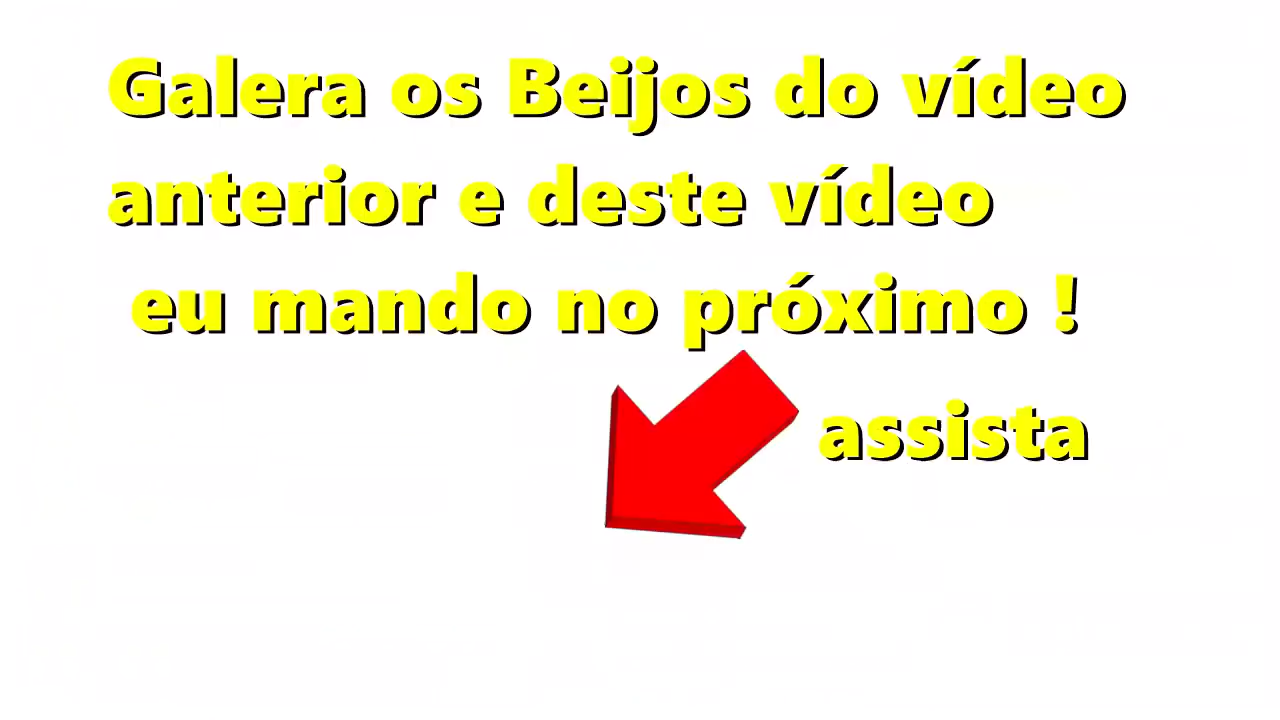 Galera os Beijos do vídeo
anterior e deste vídeo
eu mando no próximo !
assista